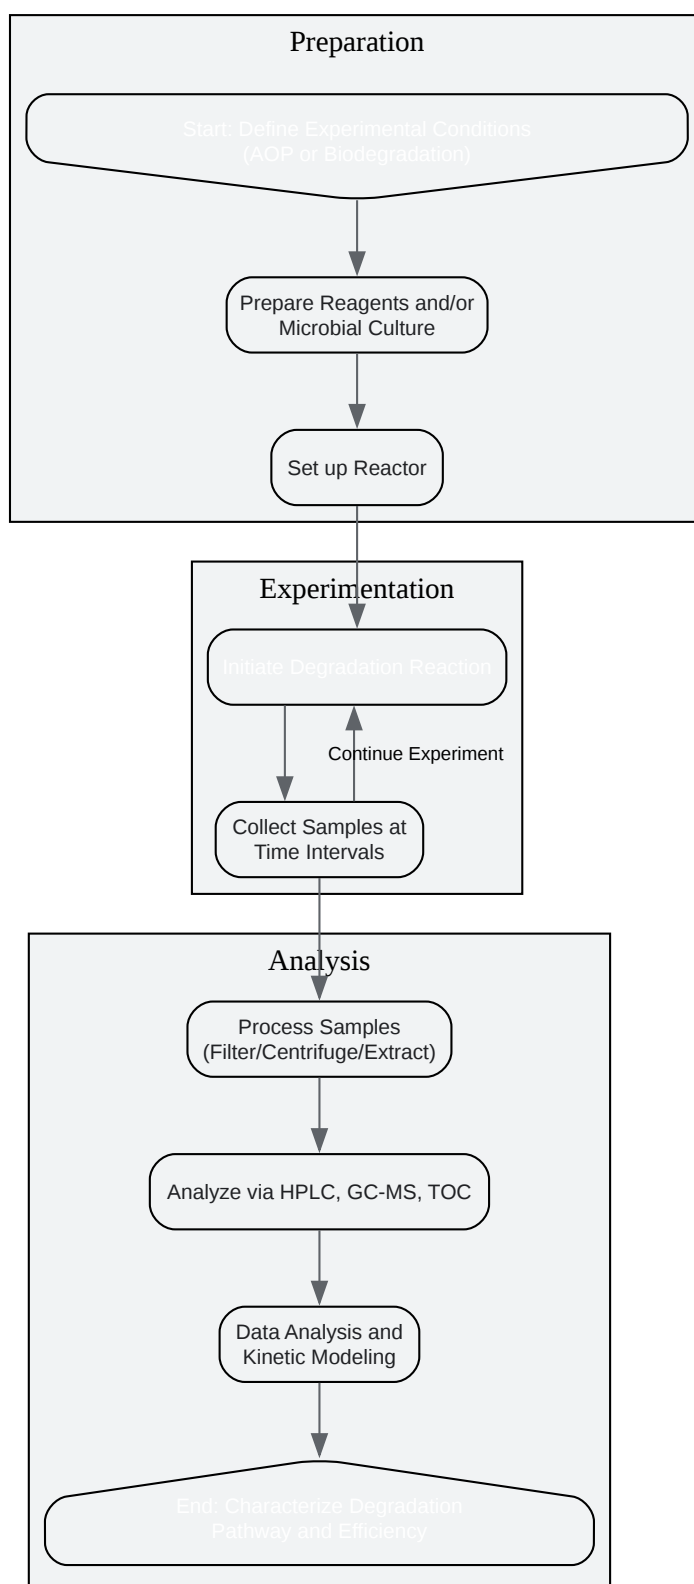 Preparation
Start: Define Experimental Conditions
(AOP or Biodegradation)
Prepare Reagents and/or
Microbial Culture
Set up Reactor
Experimentation
Initiate Degradation Reaction
Continue Experiment
Collect Samples at
Time Intervals
Analysis
Process Samples
(Filter/Centrifuge/Extract)
Analyze via HPLC, GC-MS, TOC
Data Analysis and
Kinetic Modeling
End: Characterize Degradation
Pathway and Efficiency